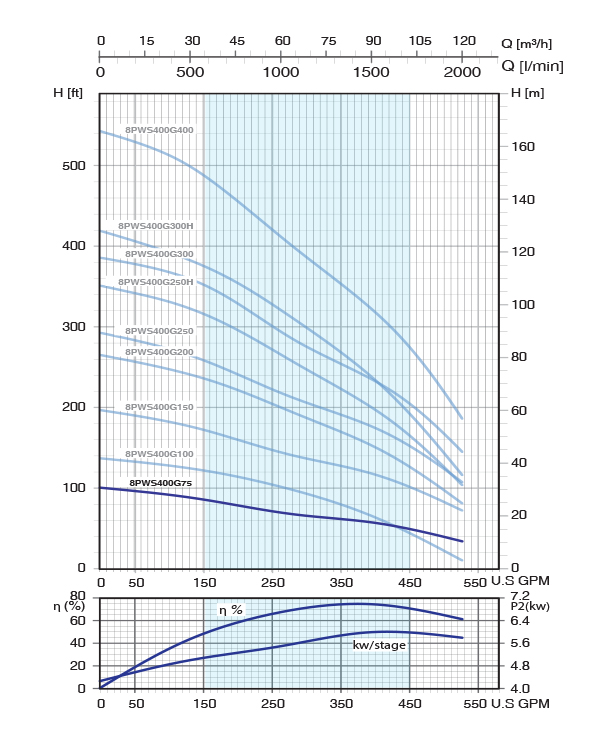 0 15 30 45 60 75 90 105 120 Q [m³/h]
0 500 1000 1500 2000 Q [l/min]
H [ft] H [m]
8PWS400G400
500 160
140
8PWS400G300H
400 120
8PWS400G300
8PWS400G250H
100
300
8PWS400G250
80
8PWS400G200
200 60
8PWS400G150
8PWS400G100
40
100
8PWS400G75
20
0 0
0 50 150 250 350 450 U.S GPM
80 7.2
η (%) P2(kw)
η %
60 6.4
40 5.6
kw/stage
20 4.8
0 4.0
0 50 150 250 350 450 550 U.S GPM